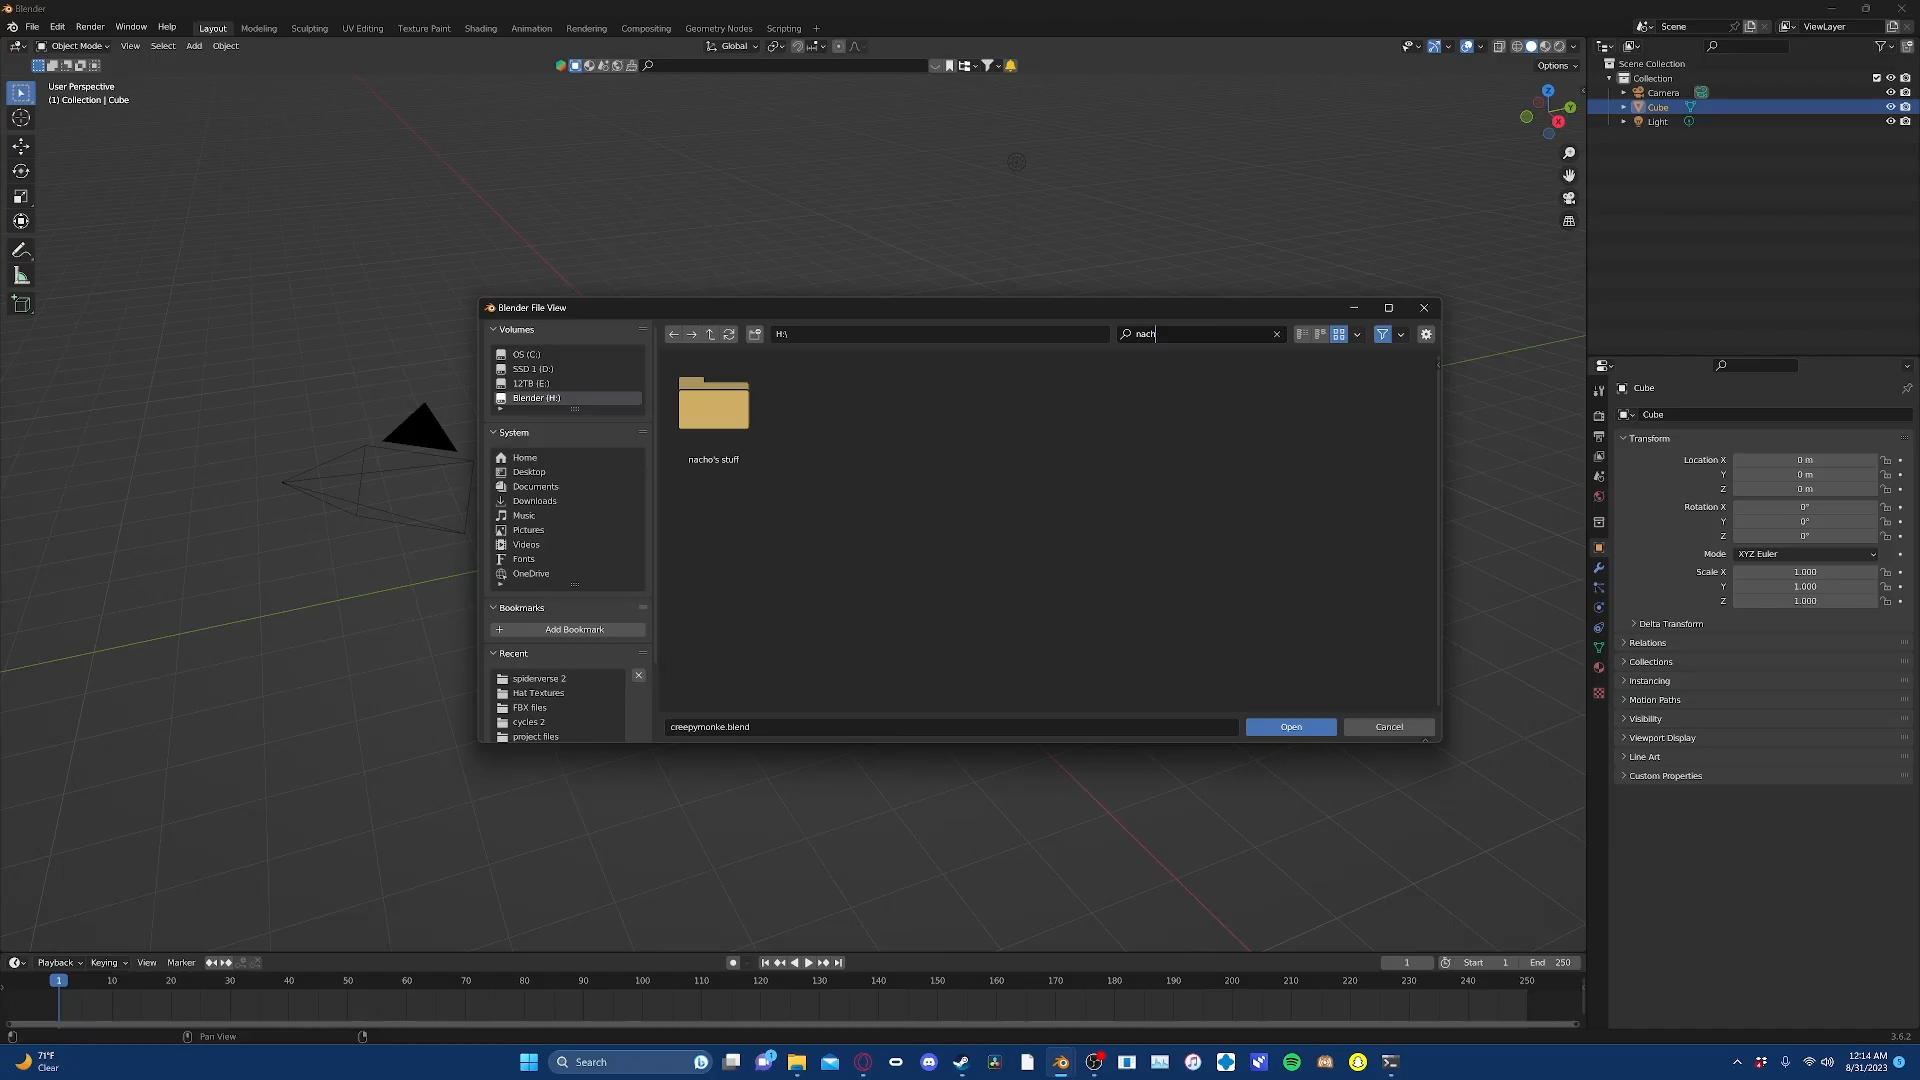 Blender
File Edit Render Window Help Layout Modeling Sculpting UV Editing Texture Paint Shading Animation Rendering Compositing Geometry Nodes Scripting + Scene ViewLayer
Object Mode View Select Add Object Global
Options
User Perspective
(1) Collection | Cube
Z
Y
X
Scene Collection
Collection
Camera
Cube
Light
Blender File View
Volumes
OS (C:)
SSD 1 (D:)
12TB (E:)
Blender (H:)
System
Home
Desktop
Documents
Downloads
Music
Pictures
Videos
Fonts
OneDrive
Bookmarks
Add Bookmark
Recent
spiderverse 2
Hat Textures
FBX files
cycles 2
project files
H:\
nach
nacho's stuff
creepymonke.blend
Open Cancel
Cube
Cube
Transform
Location X 0 m
Y 0 m
Z 0 m
Rotation X 0°
Y 0°
Z 0°
Mode XYZ Euler
Scale X 1.000
Y 1.000
Z 1.000
Delta Transform
Relations
Collections
Instancing
Motion Paths
Visibility
Viewport Display
Line Art
Custom Properties
Playback Keying View Marker 1 Start 1 End 250
1 10 20 30 40 50 60 70 80 90 100 110 120 130 140 150 160 170 180 190 200 210 220 230 240 250
Pan View
3.6.2
71°F
Clear
Search
1
12:14 AM
8/31/2023
5